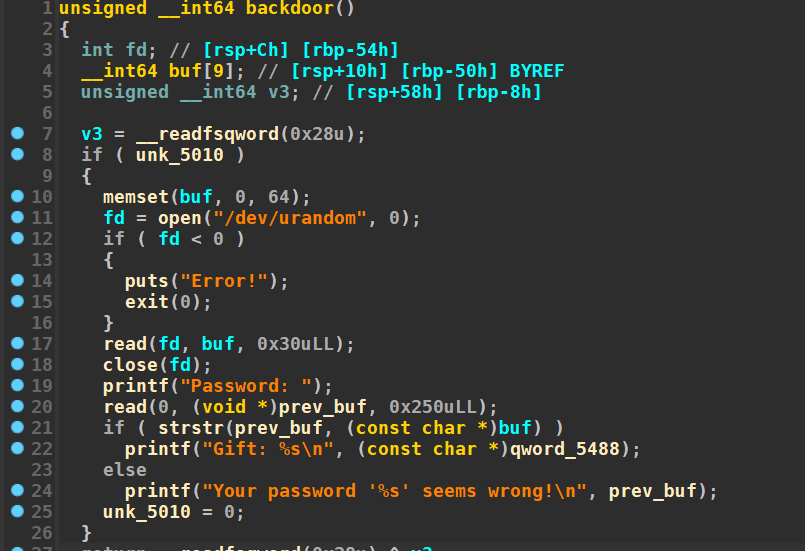 1 unsigned __int64 backdoor()
2 {
3 int fd; // [rsp+Ch] [rbp-54h]
4 __int64 buf[9]; // [rsp+10h] [rbp-50h] BYREF
5 unsigned __int64 v3; // [rsp+58h] [rbp-8h]
6
7 v3 = __readfsqword(0x28u);
8 if ( unk_5010 )
9 {
10 memset(buf, 0, 64);
11 fd = open("/dev/urandom", 0);
12 if ( fd < 0 )
13 {
14 puts("Error!");
15 exit(0);
16 }
17 read(fd, buf, 0x30uLL);
18 close(fd);
19 printf("Password: ");
20 read(0, (void *)prev_buf, 0x250uLL);
21 if ( strstr(prev_buf, (const char *)buf) )
22 printf("Gift: %s\n", (const char *)qword_5488);
23 else
24 printf("Your password '%s' seems wrong!\n", prev_buf);
25 unk_5010 = 0;
26 }